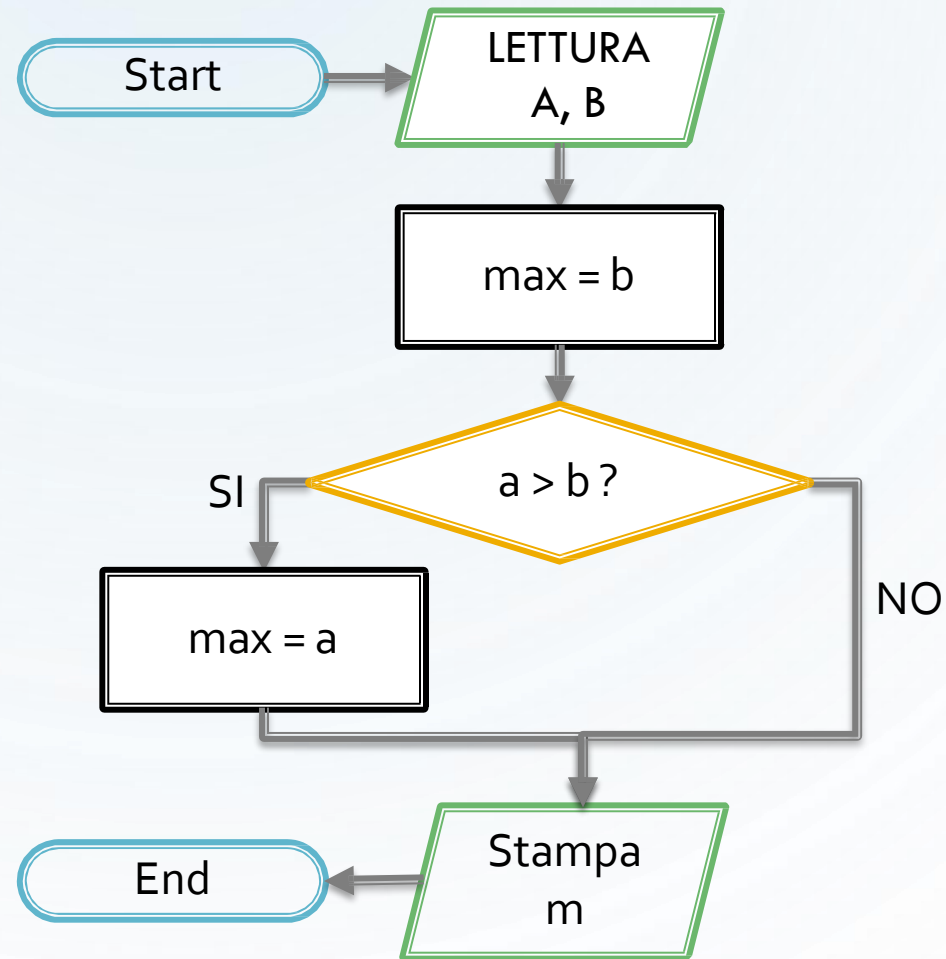 Start
LETTURA
A, B
max = b
a > b ?
SI
NO
max = a
Stampa
m
End